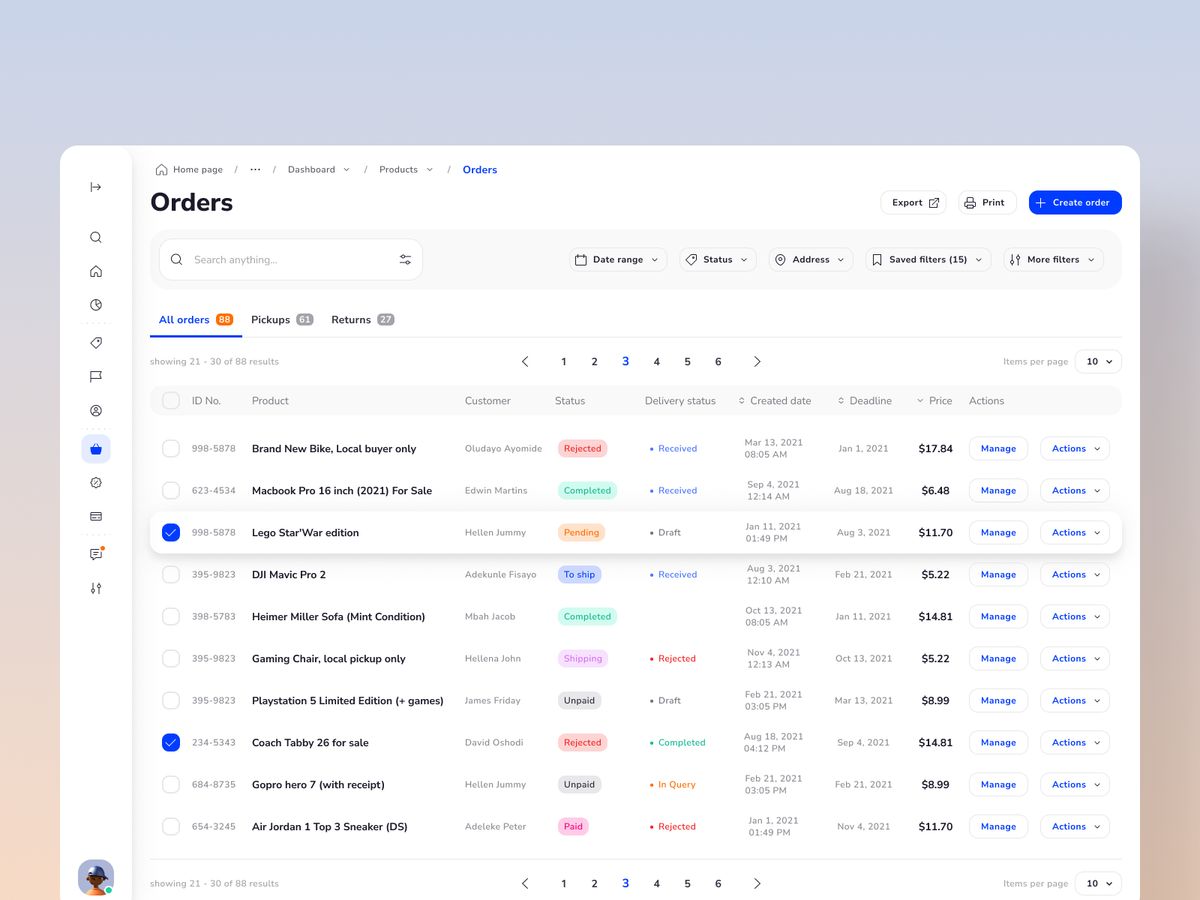 Home page / ··· / Dashboard / Products / Orders
Orders
Export
Print
Create order
Search anything...
Date range
Status
Address
Saved filters (15)
More filters
All orders 88
Pickups 61
Returns 27
showing 21 - 30 of 88 results
1 2 3 4 5 6
Items per page 10
ID No. Product Customer Status Delivery status Created date Deadline Price Actions
998-5878 Brand New Bike, Local buyer only Oludayo Ayomide Rejected • Received Mar 13, 2021 08:05 AM Jan 1, 2021 $17.84 Manage Actions
623-4534 Macbook Pro 16 inch (2021) For Sale Edwin Martins Completed • Received Sep 4, 2021 12:14 AM Aug 18, 2021 $6.48 Manage Actions
998-5878 Lego Star'War edition Hellen Jummy Pending • Draft Jan 11, 2021 01:49 PM Aug 3, 2021 $11.70 Manage Actions
395-9823 DJI Mavic Pro 2 Adekunle Fisayo To ship • Received Aug 3, 2021 12:10 AM Feb 21, 2021 $5.22 Manage Actions
398-5783 Heimer Miller Sofa (Mint Condition) Mbah Jacob Completed Oct 13, 2021 08:05 AM Jan 11, 2021 $14.81 Manage Actions
395-9823 Gaming Chair, local pickup only Hellena John Shipping • Rejected Nov 4, 2021 12:13 AM Oct 13, 2021 $5.22 Manage Actions
395-9823 Playstation 5 Limited Edition (+ games) James Friday Unpaid • Draft Feb 21, 2021 03:05 PM Mar 13, 2021 $8.99 Manage Actions
234-5343 Coach Tabby 26 for sale David Oshodi Rejected • Completed Aug 18, 2021 04:12 PM Sep 4, 2021 $14.81 Manage Actions
684-8735 Gopro hero 7 (with receipt) Hellen Jummy Unpaid • In Query Feb 21, 2021 03:05 PM Feb 21, 2021 $8.99 Manage Actions
654-3245 Air Jordan 1 Top 3 Sneaker (DS) Adeleke Peter Paid • Rejected Jan 1, 2021 01:49 PM Nov 4, 2021 $11.70 Manage Actions
showing 21 - 30 of 88 results
1 2 3 4 5 6
Items per page 10